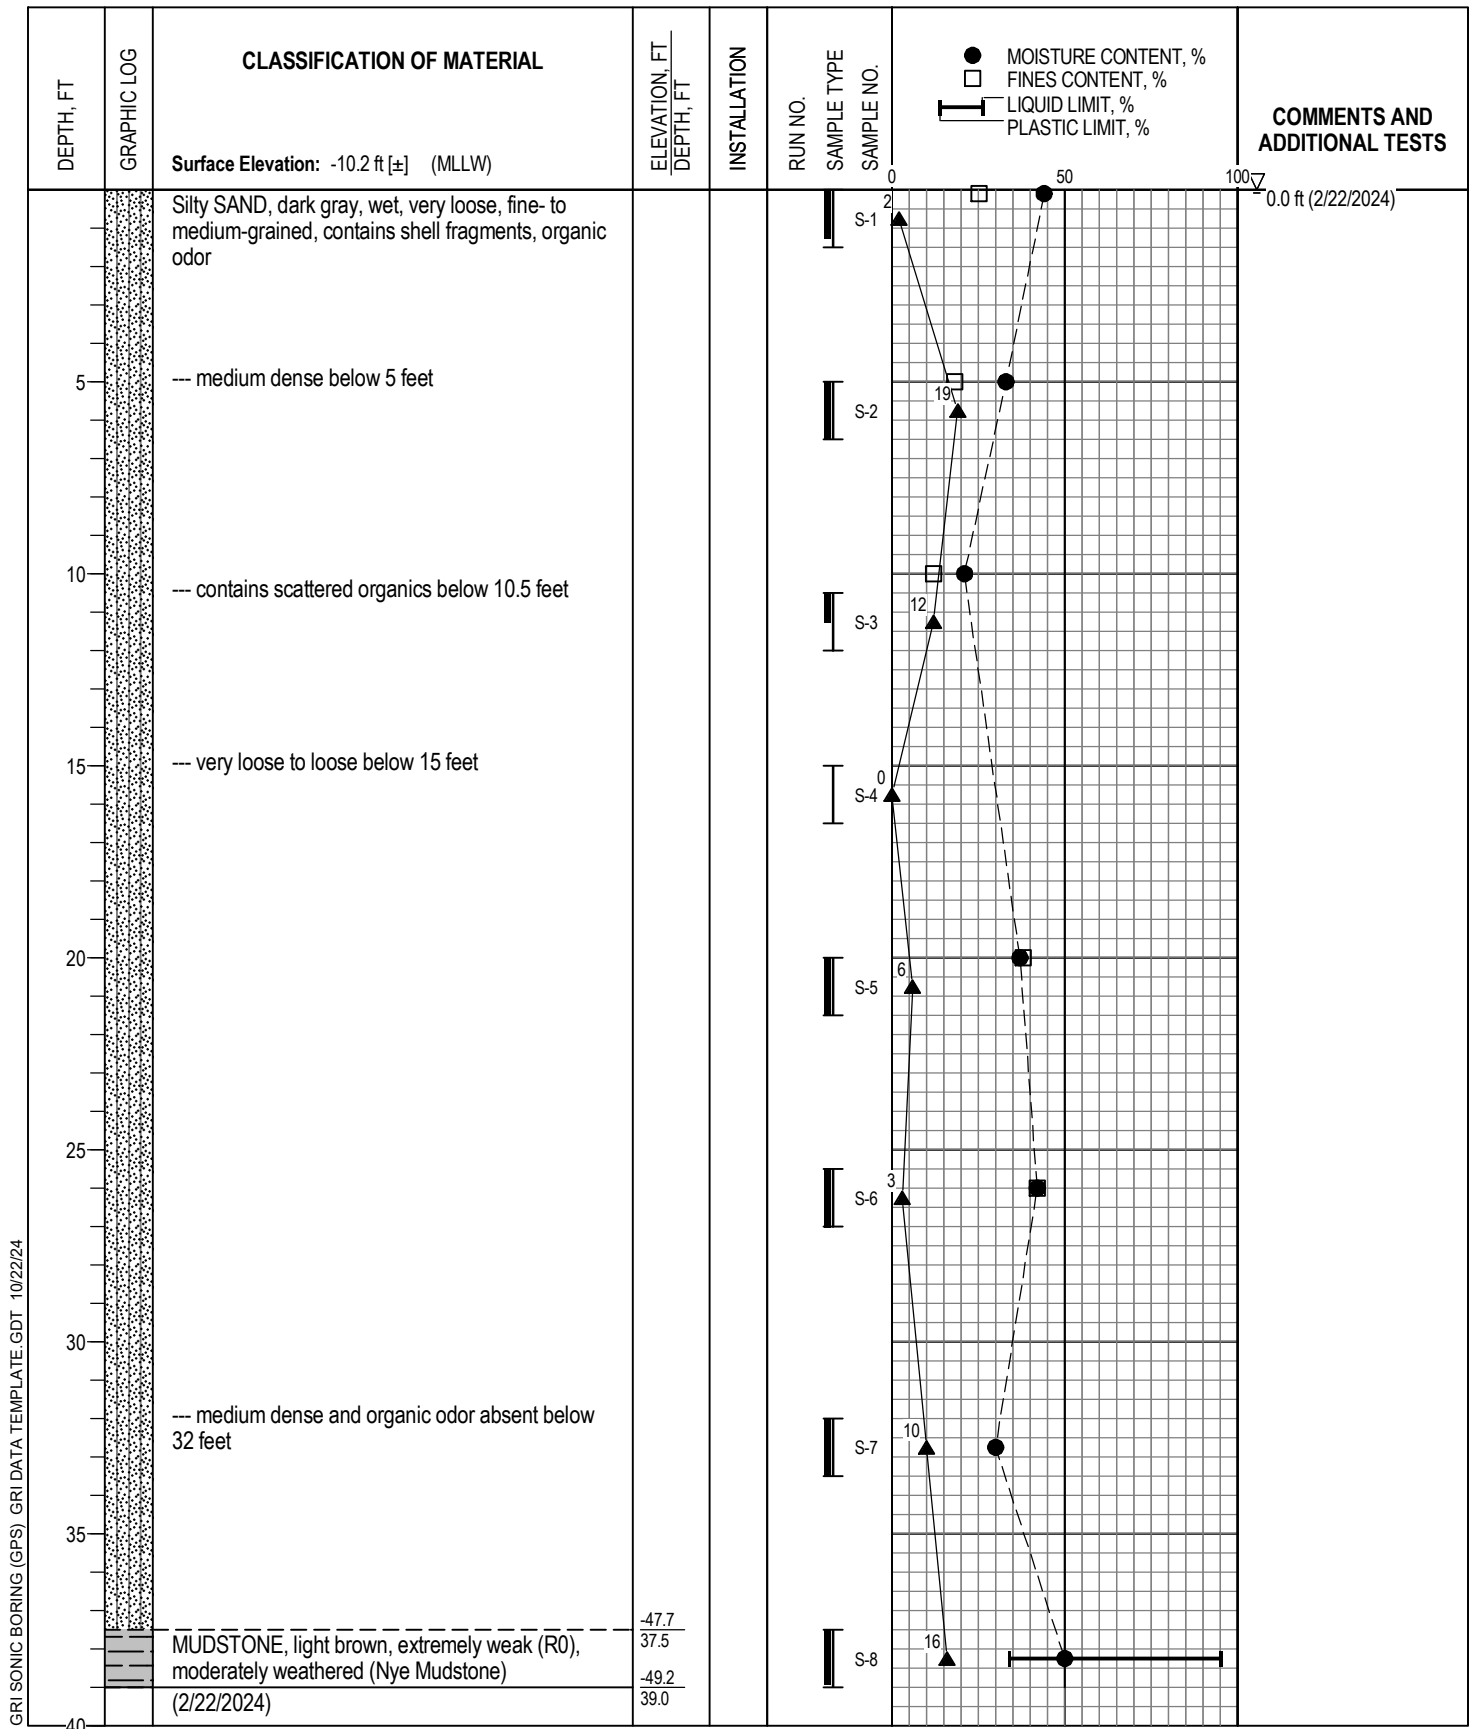 DEPTH, FT
GRAPHIC LOG
CLASSIFICATION OF MATERIAL
Surface Elevation: -10.2 ft [±] (MLLW)
ELEVATION, FT
DEPTH, FT
INSTALLATION
RUN NO.
SAMPLE TYPE
SAMPLE NO.
MOISTURE CONTENT, %
FINES CONTENT, %
LIQUID LIMIT, %
PLASTIC LIMIT, %
COMMENTS AND
ADDITIONAL TESTS
0 50 100
0.0 ft (2/22/2024)
Silty SAND, dark gray, wet, very loose, fine- to
medium-grained, contains shell fragments, organic
odor
2
S-1
5
--- medium dense below 5 feet
19
S-2
10
--- contains scattered organics below 10.5 feet
12
S-3
15
--- very loose to loose below 15 feet
0
S-4
20
6
S-5
25
3
S-6
30
--- medium dense and organic odor absent below
32 feet
10
S-7
35
-47.7
37.5
MUDSTONE, light brown, extremely weak (R0),
moderately weathered (Nye Mudstone)
16
S-8
-49.2
39.0
(2/22/2024)
40
GRI SONIC BORING (GPS) GRI DATA TEMPLATE.GDT 10/22/24